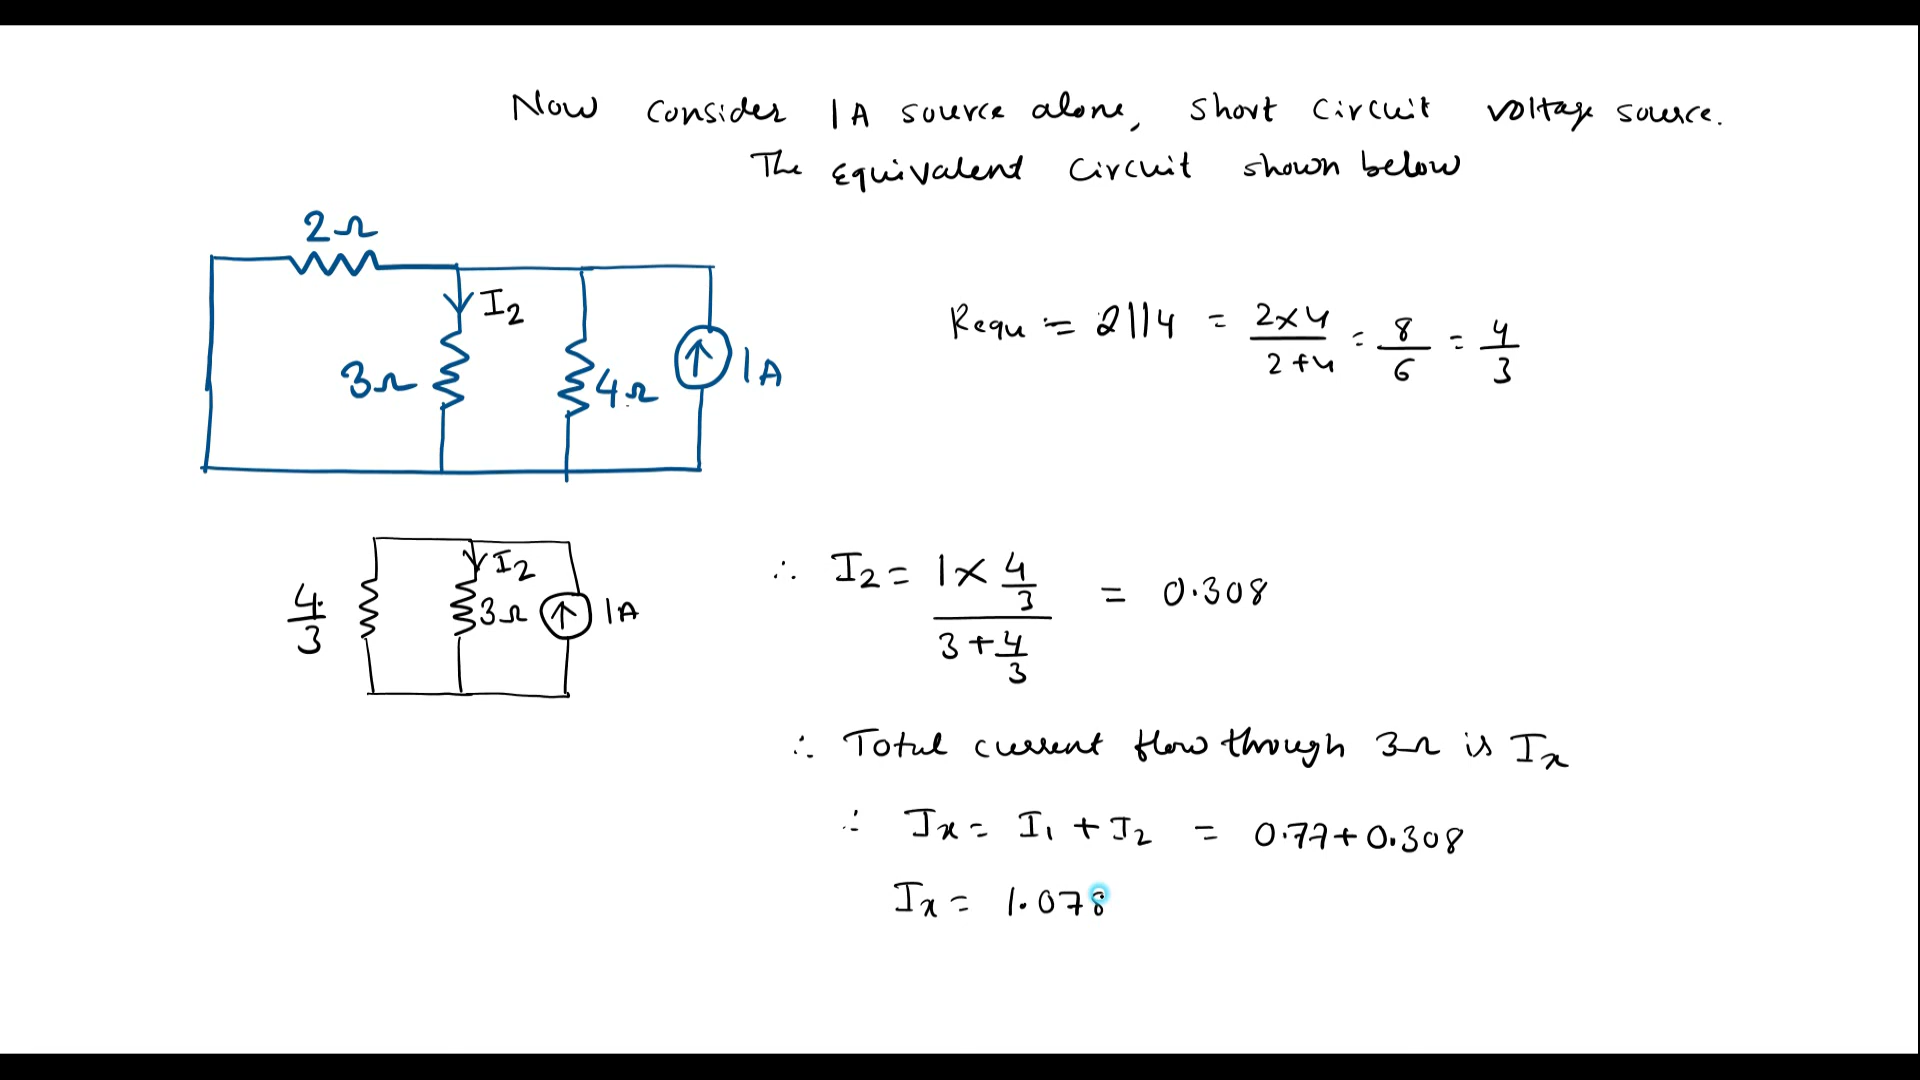 Now consider 1A source alone, short circuit voltage source.
The equivalent circuit shown below
2Ω
I2
3Ω
4Ω
1A
Requ := 2||4 = 2×4/2+4 = 8/6 = 4/3
4/3
I2
3Ω
1A
∴ I2 = 1×4/3 / 3+4/3 = 0.308
∴ Total current flow through 3Ω is Ix
∴ Ix = I1 + I2 = 0.77+0.308
Ix = 1.078